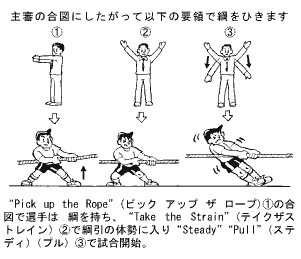 主審の合図にしたがって以下の要領で綱をひきます
① ② ③
“Pick up the Rope”(ピック アップ ザ ロープ)①の合
図で選手は 綱を持ち、“Take the Strain”(テイクザス
トレイン)②で綱引の体勢に入り“Steady”“Pull”(ステ
ディ)(プル)③で試合開始。